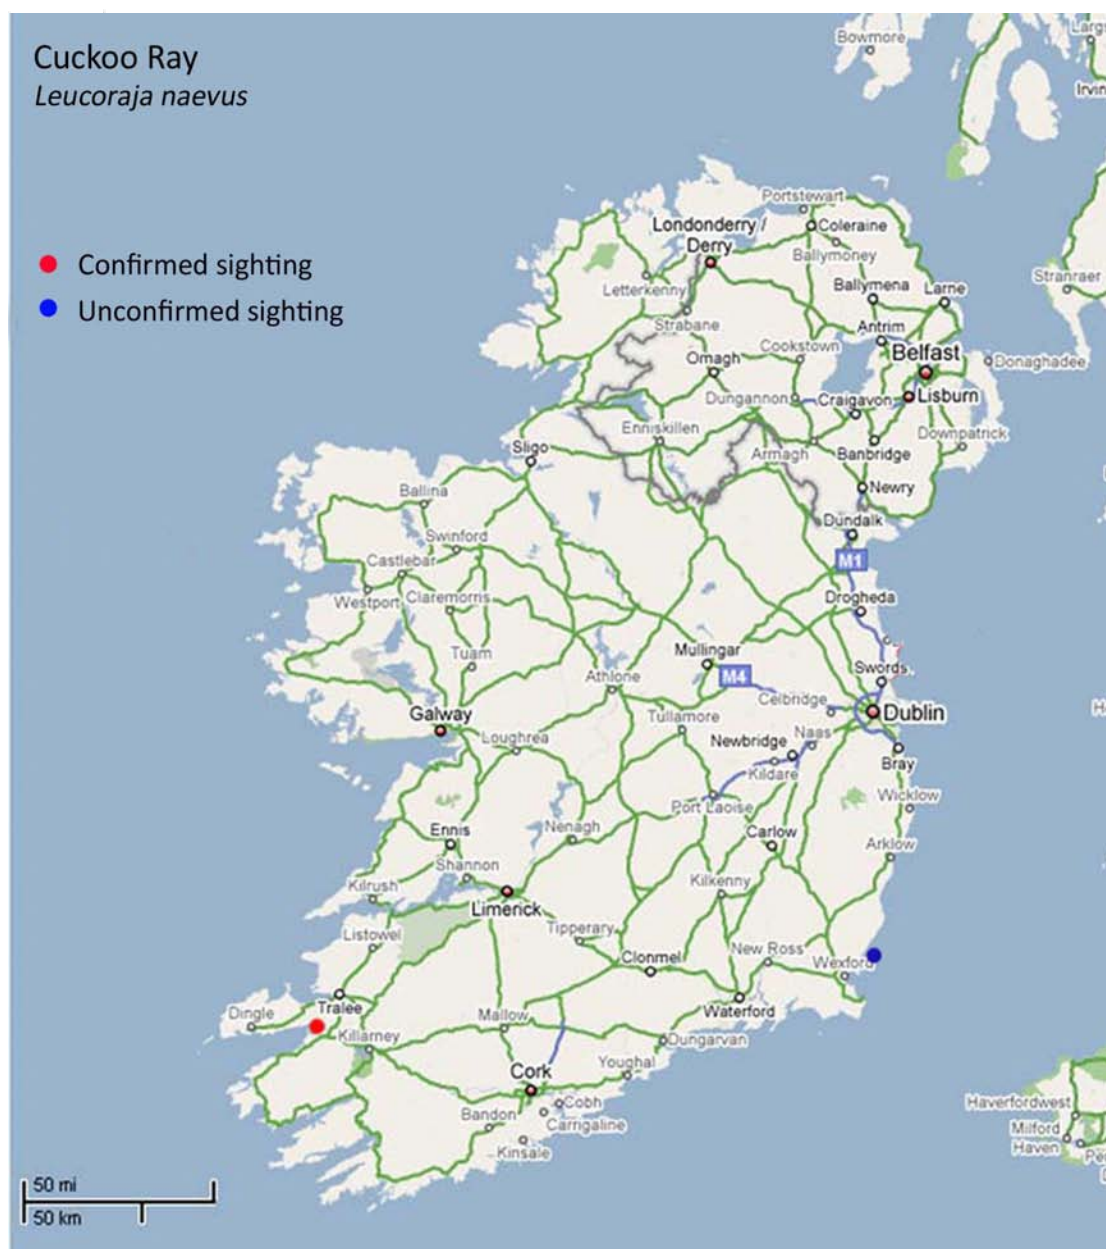 Cuckoo Ray
Leucoraja naevus
Confirmed sighting
Unconfirmed sighting
Bowmore
Irvin
Portstewart
Londonderry /
Derry
Coleraine
Ballymoney
Stranraer
Letterkenny
Ballymena
Larne
Strabane
Antrim
Cookstown
Belfast
Omagh
Donaghadee
Dungannon
Craigavon
Lisburn
Enniskillen
Downpatrick
Sligo
Armagh
Banbridge
Ballina
Newry
Dundalk
Swinford
Castlebar
M1
Westport
Claremorris
Drogheda
Tuam
Mullingar
Athlone
M4
Swords
Celbridge
Galway
Tullamore
Dublin
Loughrea
Naas
Newbridge
Kildare
Bray
Port Laoise
Wicklow
Ennis
Nenagh
Carlow
Arklow
Shannon
Kilrush
Kilkenny
Limerick
Tipperary
Listowel
New Ross
Clonmel
Wexford
Tralee
Dingle
Mallow
Waterford
Killarney
Dungarvan
Youghal
Cork
Cobh
Bandon
Carrigaline
Kinsale
Haverfordwest
Milford
Haven
50 mi
50 km